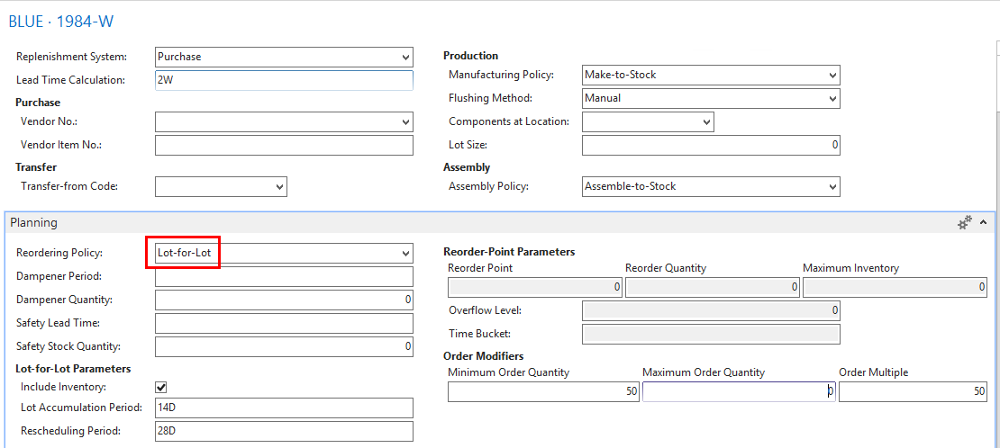 BLUE · 1984-W
Replenishment System: Purchase
Lead Time Calculation: 2W
Purchase
Vendor No.:
Vendor Item No.:
Transfer
Transfer-from Code:
Production
Manufacturing Policy: Make-to-Stock
Flushing Method: Manual
Components at Location:
Lot Size: 0
Assembly
Assembly Policy: Assemble-to-Stock
Planning
Reordering Policy: Lot-for-Lot
Dampener Period:
Dampener Quantity: 0
Safety Lead Time:
Safety Stock Quantity: 0
Lot-for-Lot Parameters
Include Inventory:
Lot Accumulation Period: 14D
Rescheduling Period: 28D
Reorder-Point Parameters
Reorder Point Reorder Quantity Maximum Inventory
0 0 0
Overflow Level: 0
Time Bucket:
Order Modifiers
Minimum Order Quantity Maximum Order Quantity Order Multiple
50 0 50